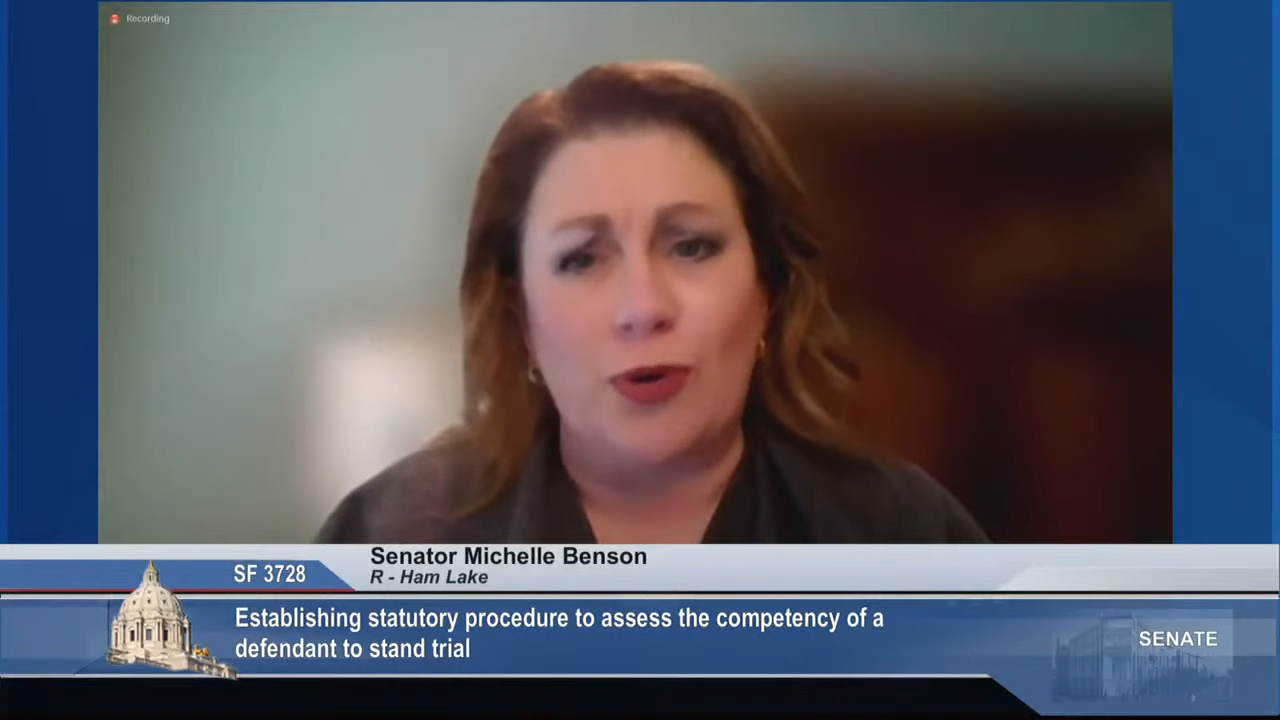 Recording
Senator Michelle Benson
R - Ham Lake
SF 3728
Establishing statutory procedure to assess the competency of a
defendant to stand trial
SENATE